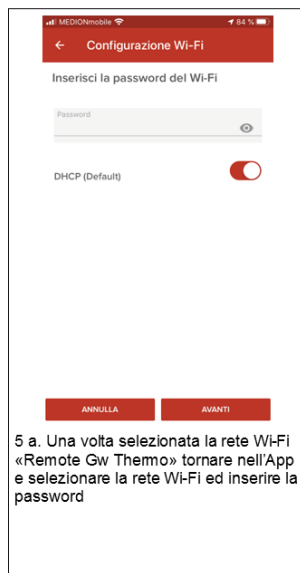 MEDIONmobile 84 %
Configurazione Wi-Fi
Inserisci la password del Wi-Fi
Password
DHCP (Default)
ANNULLA AVANTI
5 a. Una volta selezionata la rete Wi-Fi
«Remote Gw Thermo» tornare nell'App
e selezionare la rete Wi-Fi ed inserire la
password